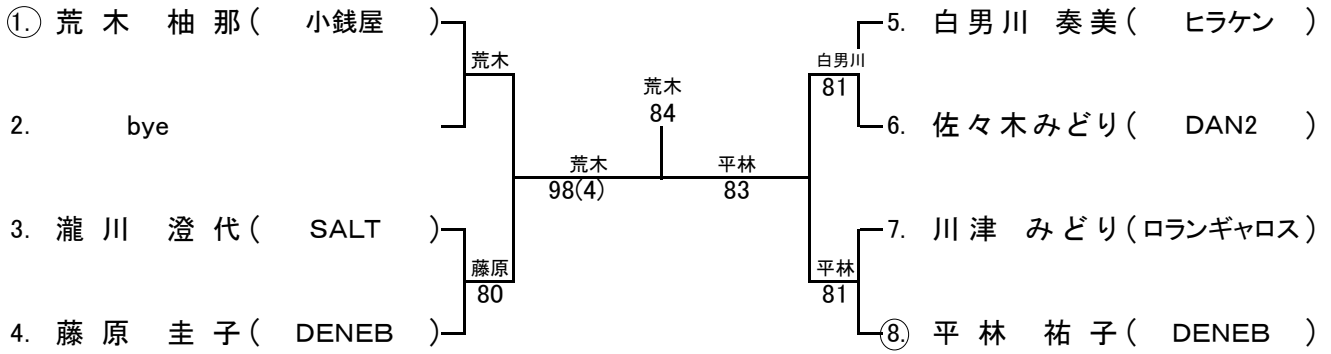 ①. 荒木 柚那( 小銭屋 )
荒木
2. bye
荒木
98(4)
3. 瀧川 澄代( SALT )
藤原
80
4. 藤原 圭子( DENEB )
荒木
84
5. 白男川 奏美( ヒラケン )
白男川
81
6. 佐々木みどり( DAN2 )
平林
83
7. 川津 みどり(ロランギャロス)
平林
81
⑧. 平林 祐子( DENEB )